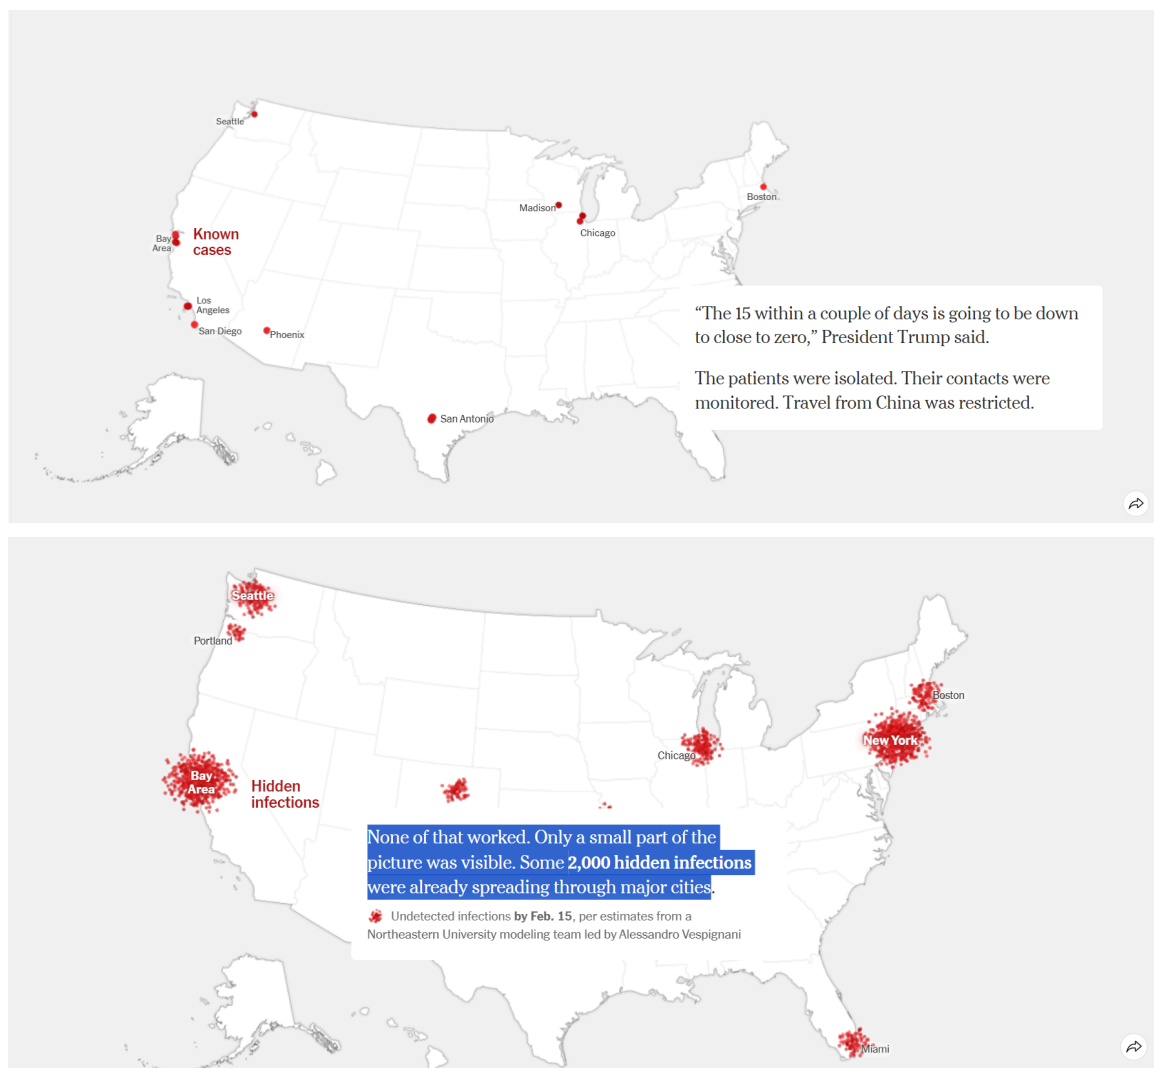 Seattle
Madison
Boston
Chicago
Bay
Area
Known
cases
Los
Angeles
San Diego
Phoenix
San Antonio
“The 15 within a couple of days is going to be down
to close to zero,” President Trump said.
The patients were isolated. Their contacts were
monitored. Travel from China was restricted.
Seattle
Portland
Boston
New York
Chicago
Bay
Area
Hidden
infections
None of that worked. Only a small part of the
picture was visible. Some 2,000 hidden infections
were already spreading through major cities.
Undetected infections by Feb. 15, per estimates from a
Northeastern University modeling team led by Alessandro Vespignani
Miami